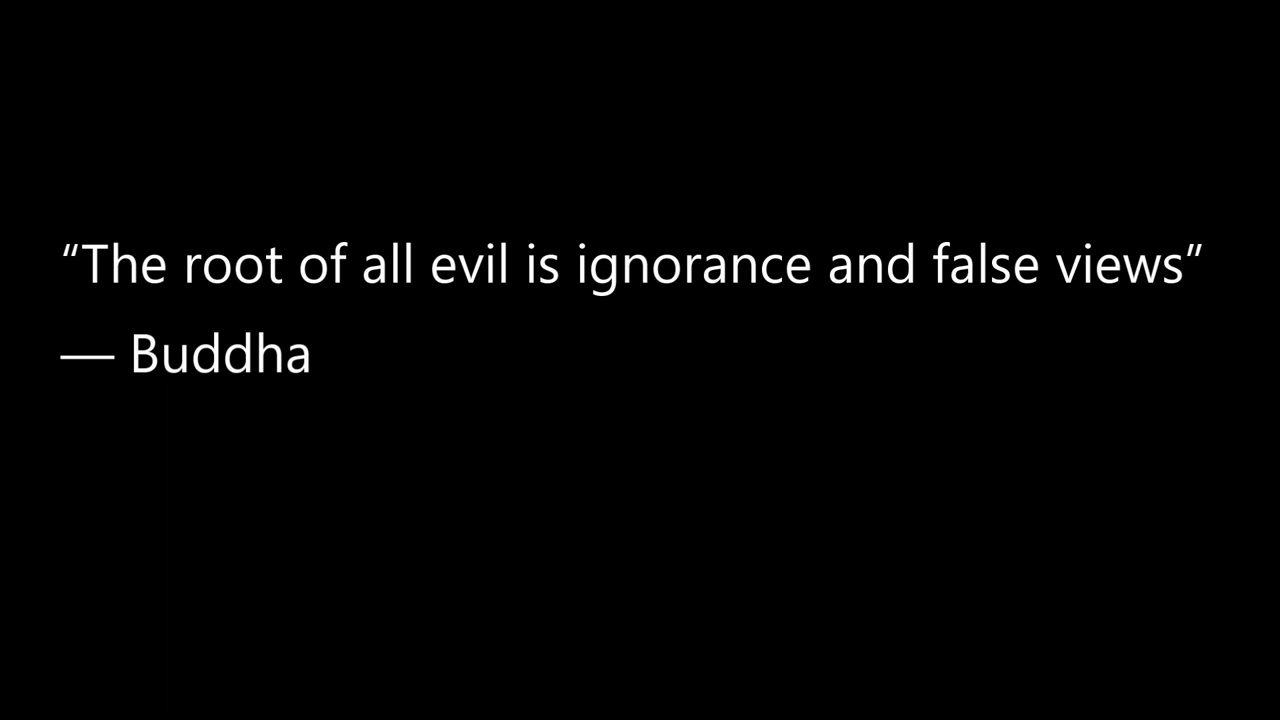 “The root of all evil is ignorance and false views”
— Buddha